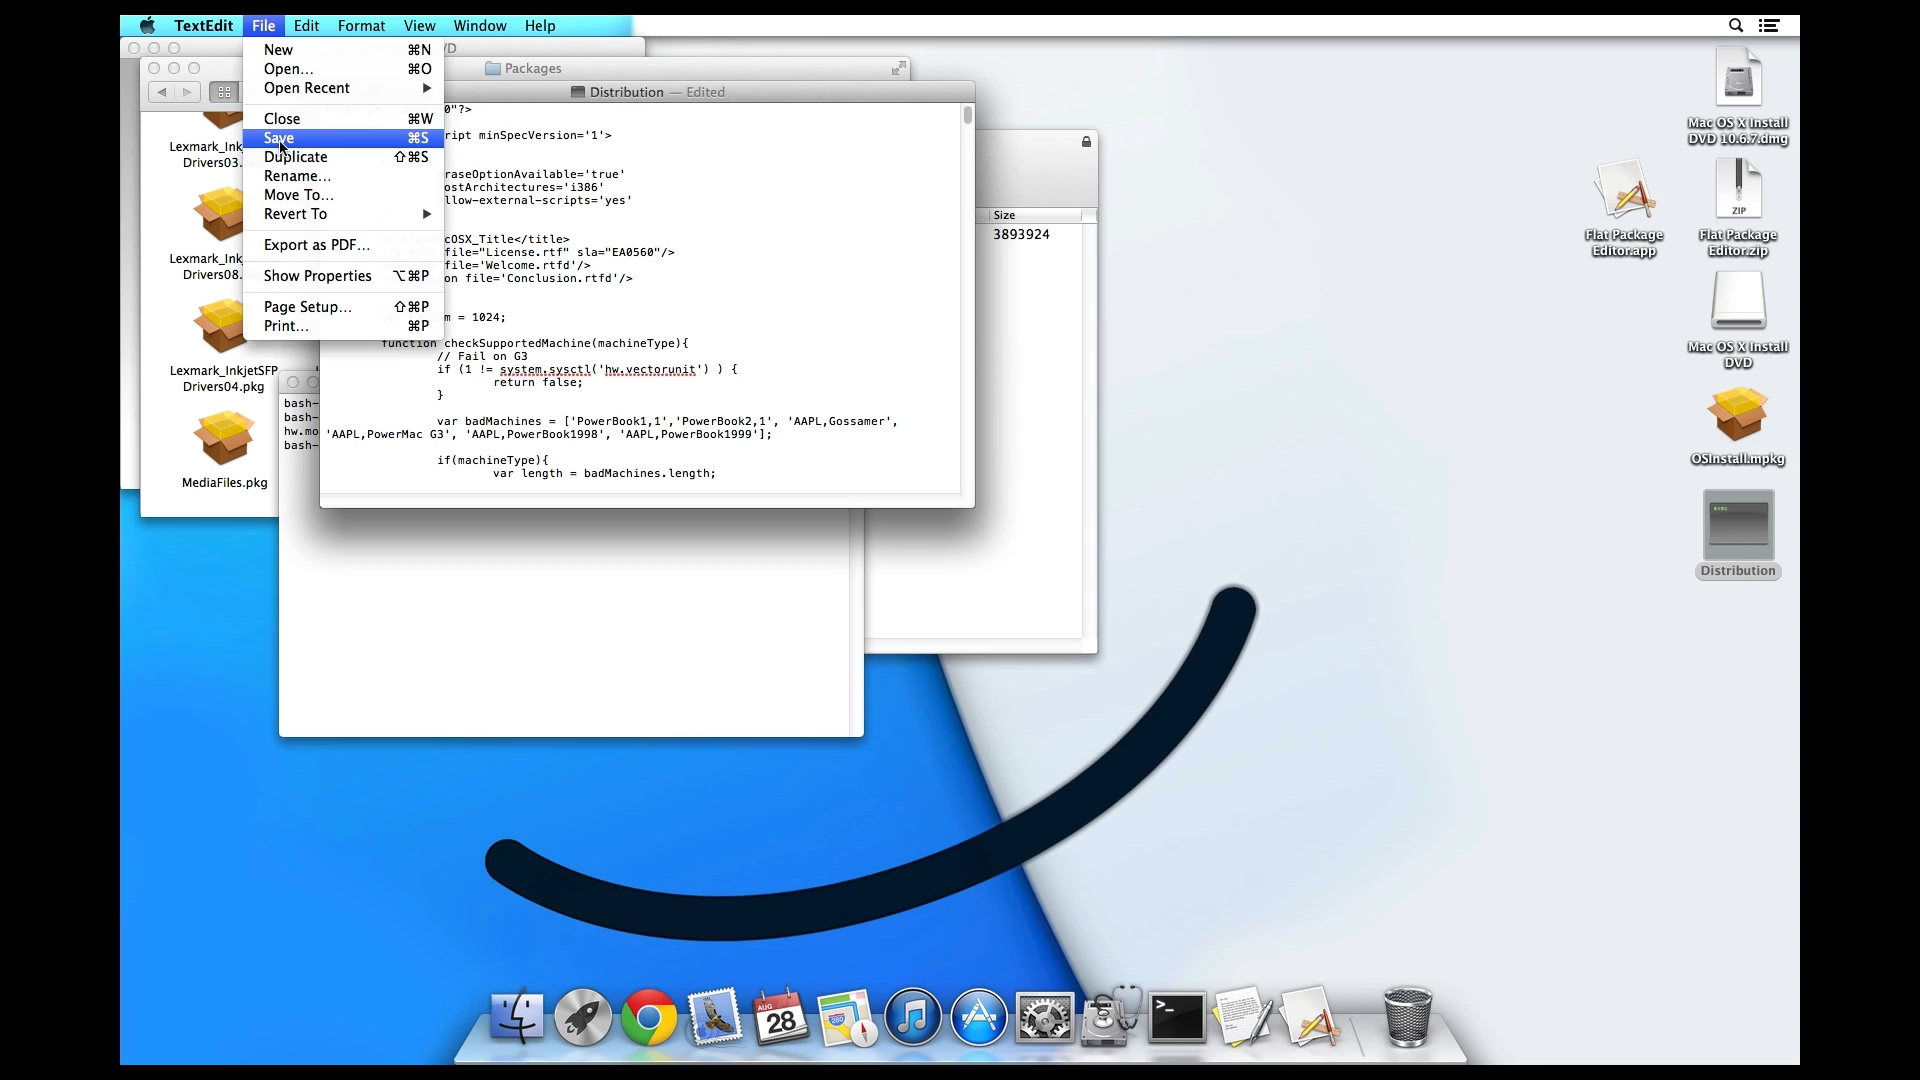 TextEdit File Edit Format View Window Help
New ⌘N
Open... ⌘O
Open Recent ▶
Close ⌘W
Save ⌘S
Duplicate ⇧⌘S
Rename...
Move To...
Revert To ▶
Export as PDF...
Show Properties ⌥⌘P
Page Setup... ⇧⌘P
Print... ⌘P
Packages
Distribution — Edited
0"?>
ript minSpecVersion='1'>
raseOptionAvailable='true'
ostArchitectures='i386'
llow-external-scripts='yes'
cOSX_Title</title>
file="License.rtf" sla="EA0560"/>
file='Welcome.rtfd'/>
on file='Conclusion.rtfd'/>
m = 1024;
function checkSupportedMachine(machineType){
// Fail on G3
if (1 != system.sysctl('hw.vectorunit') ) {
return false;
}
var badMachines = ['PowerBook1,1','PowerBook2,1', 'AAPL,Gossamer',
'AAPL,PowerMac G3', 'AAPL,PowerBook1998', 'AAPL,PowerBook1999'];
if(machineType){
var length = badMachines.length;
Lexmark_Ink
Drivers03.
Lexmark_Ink
Drivers08.
Lexmark_InkjetSFP
Drivers04.pkg
MediaFiles.pkg
bash-
bash-
hw.mo
bash-
Size
3893924
Mac OS X Install
DVD 10.6.7.dmg
Flat Package
Editor.app
ZIP
Flat Package
Editor.zip
Mac OS X Install
DVD
OSInstall.mpkg
exec
Distribution
AUG
28
280
>_